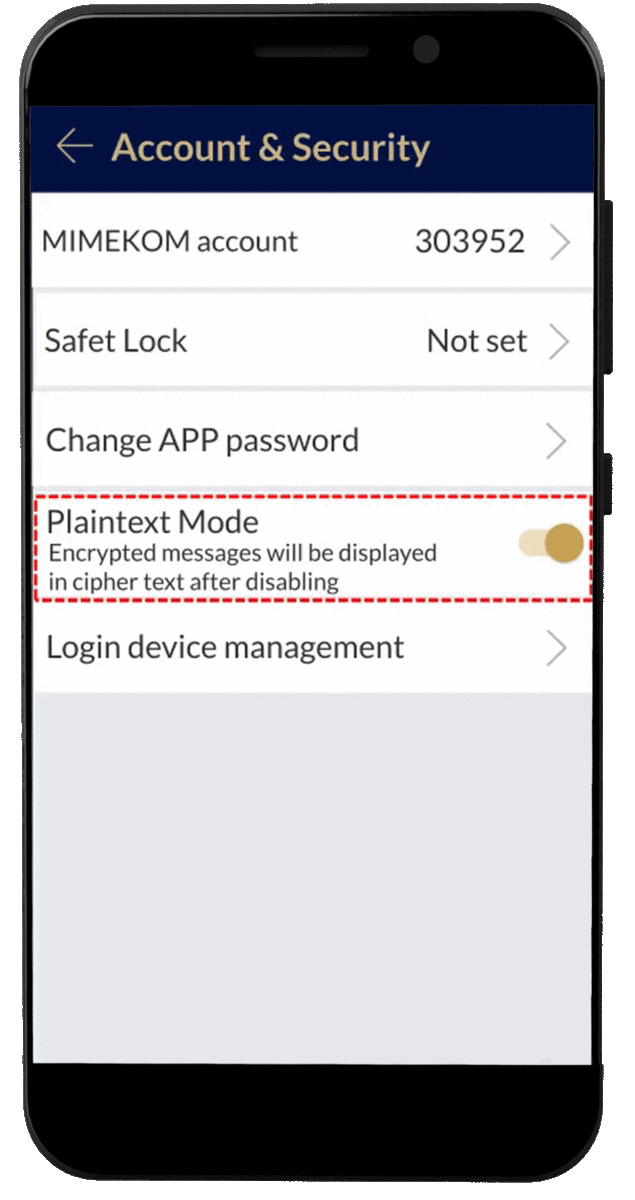 Account & Security
MIMEKOM account 303952
Safet Lock Not set
Change APP password
Plaintext Mode
Encrypted messages will be displayed
in cipher text after disabling
Login device management